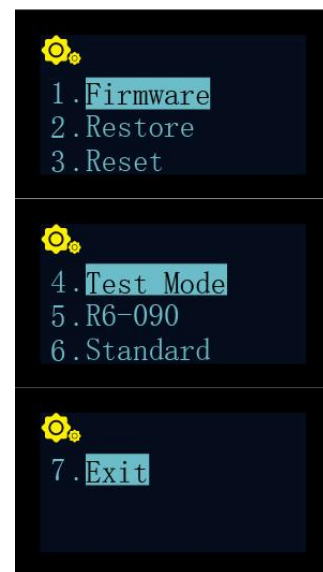 1.Firmware
2.Restore
3.Reset
4.Test Mode
5.R6-090
6.Standard
7.Exit